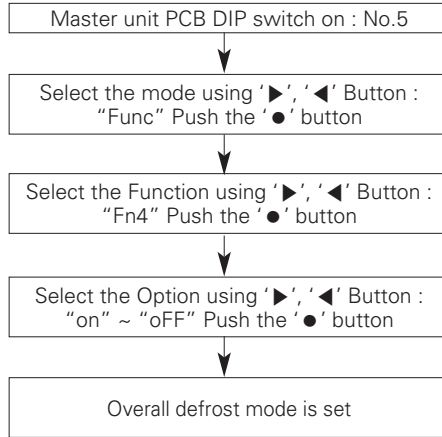 Master unit PCB DIP switch on : No.5
Select the mode using ‘▶’, ‘◀’ Button :
“Func” Push the ‘●’ button
Select the Function using ‘▶’, ‘◀’ Button :
“Fn4” Push the ‘●’ button
Select the Option using ‘▶’, ‘◀’ Button :
“on” ~ “oFF” Push the ‘●’ button
Overall defrost mode is set